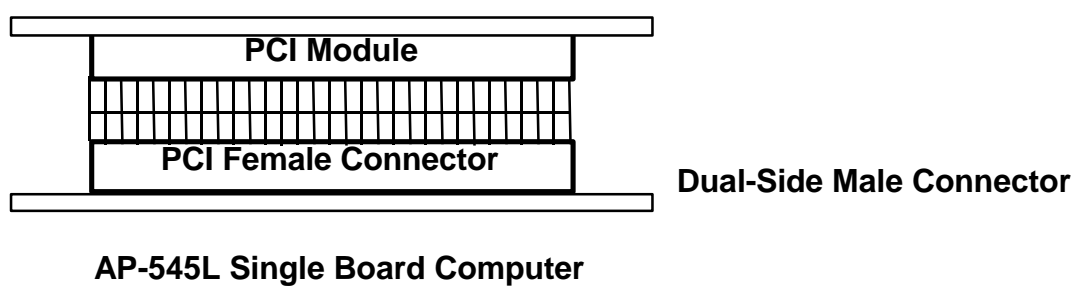 PCI Module
PCI Female Connector
Dual-Side Male Connector
AP-545L Single Board Computer